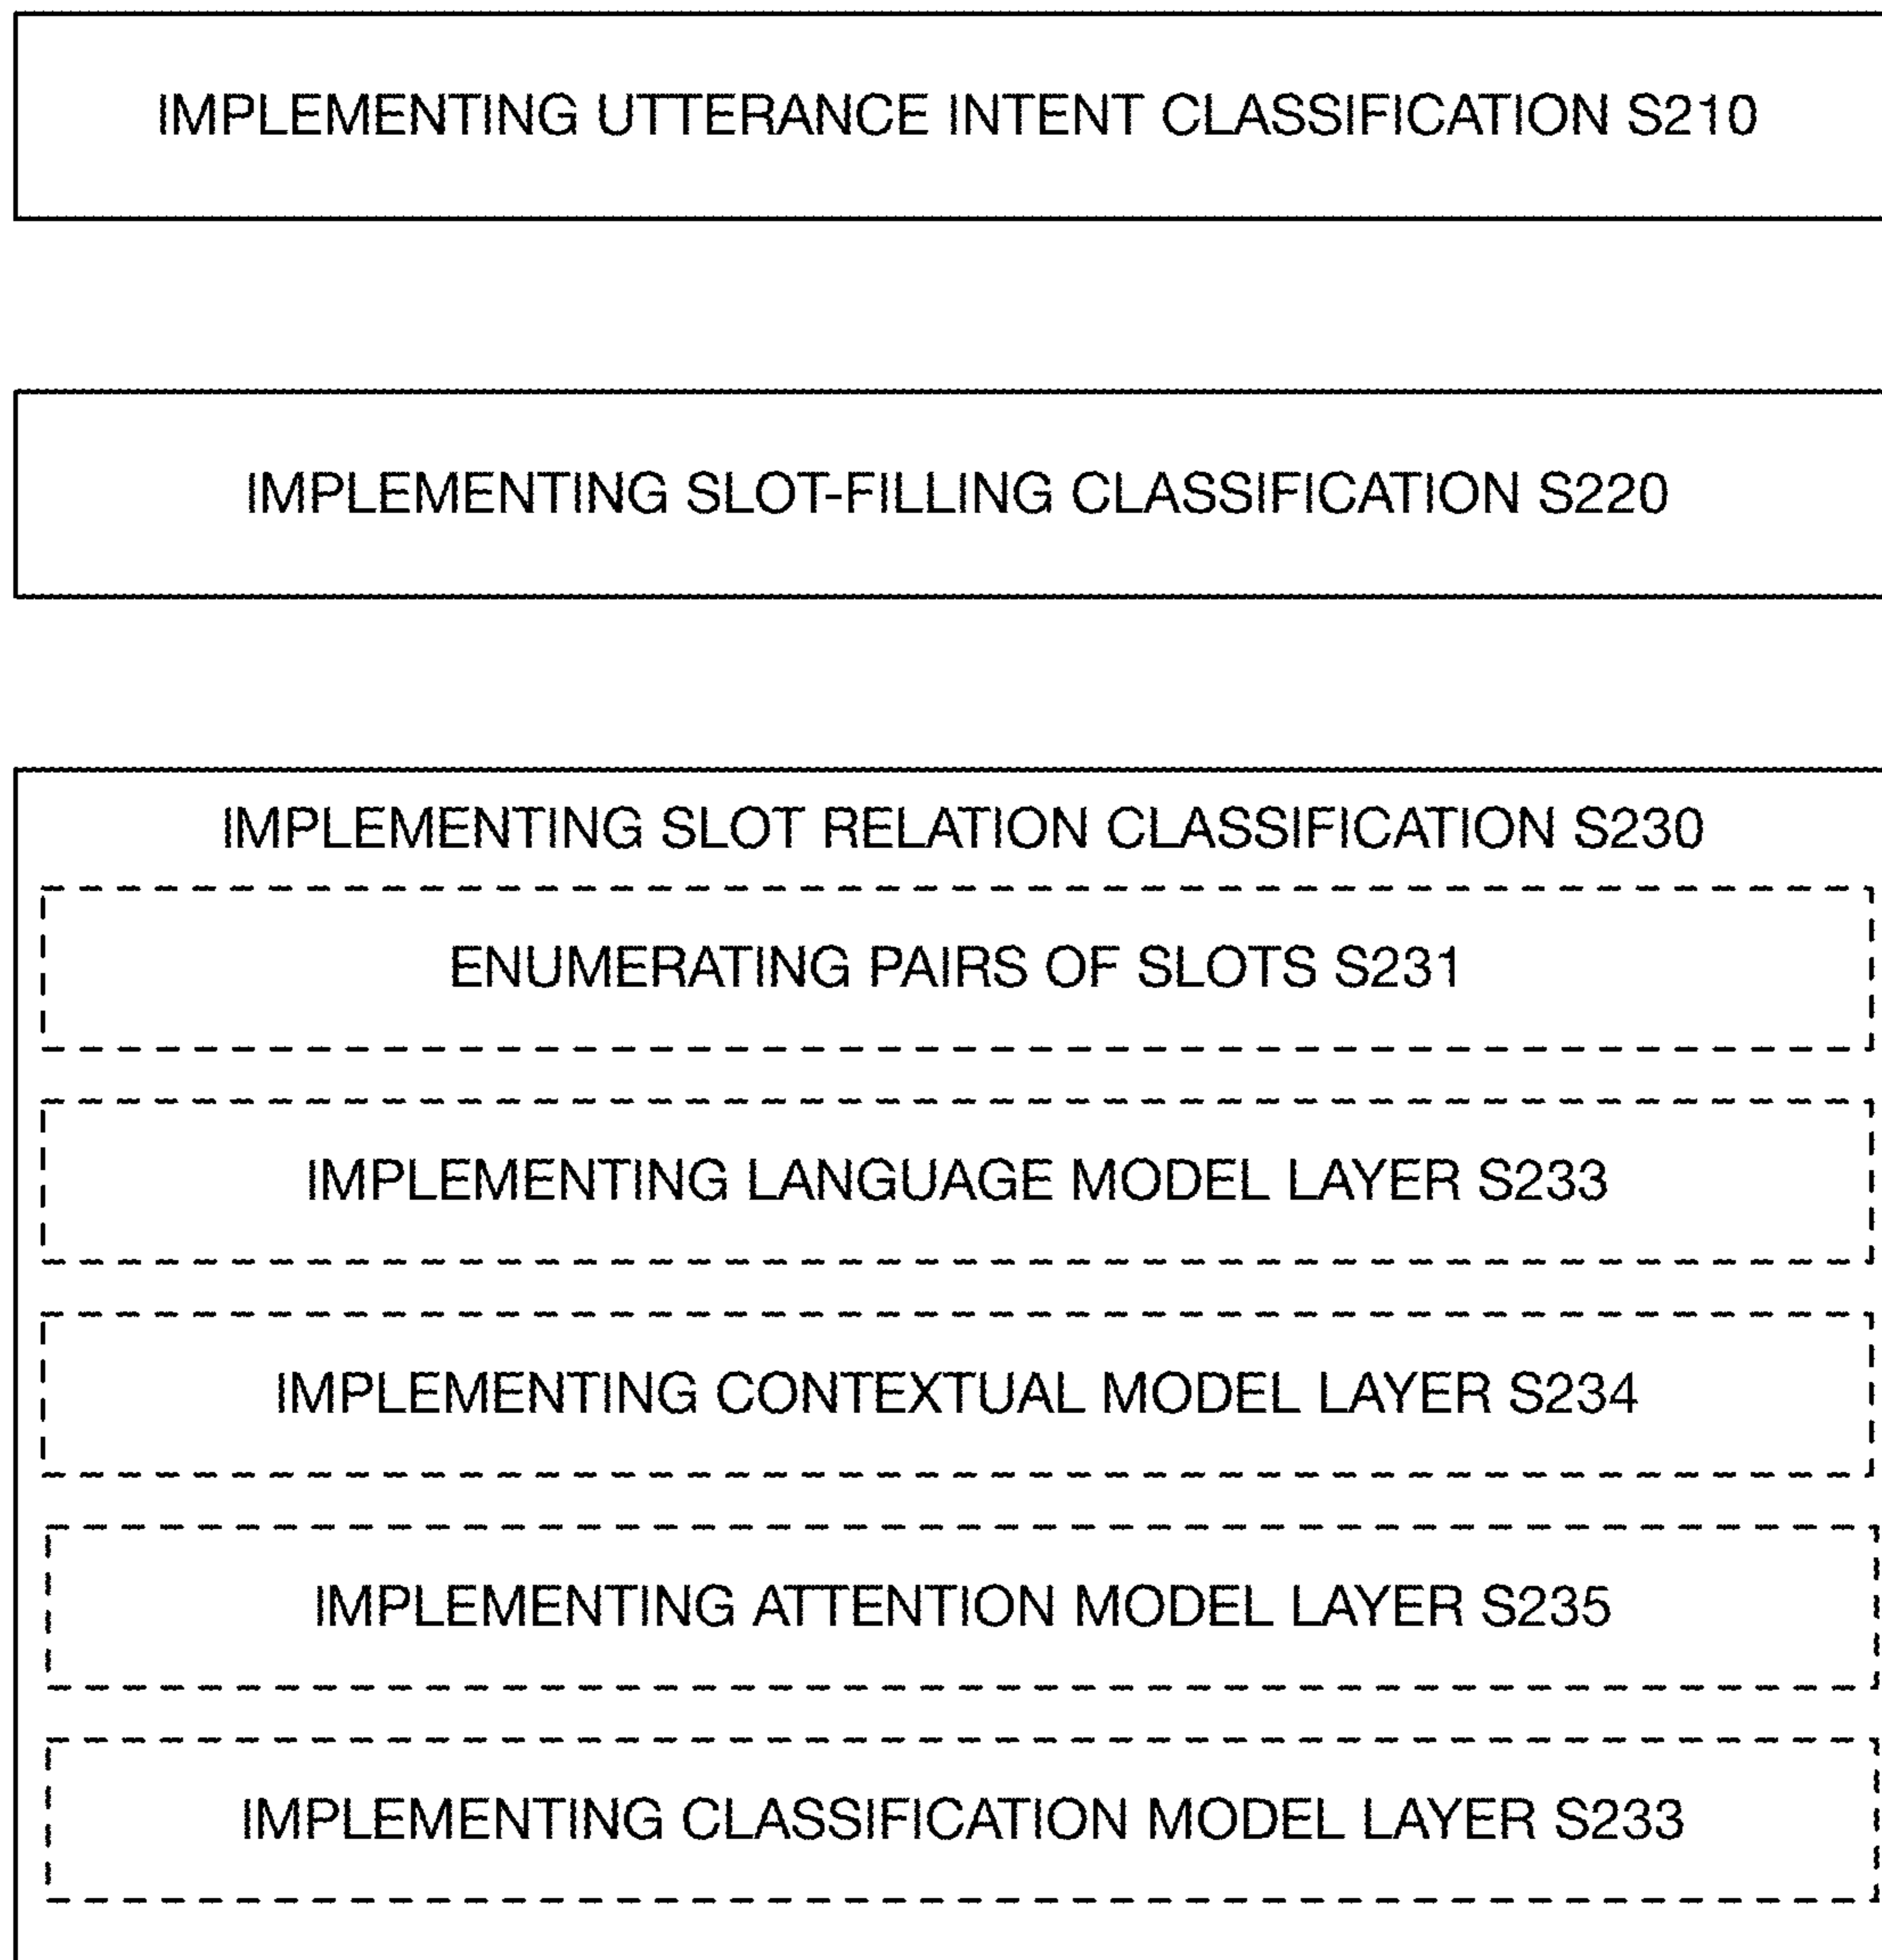 IMPLEMENTING UTTERANCE INTENT CLASSIFICATION S210
IMPLEMENTING SLOT-FILLING CLASSIFICATION S220
IMPLEMENTING SLOT RELATION CLASSIFICATION S230
ENUMERATING PAIRS OF SLOTS S231
IMPLEMENTING LANGUAGE MODEL LAYER S233
IMPLEMENTING CONTEXTUAL MODEL LAYER S234
IMPLEMENTING ATTENTION MODEL LAYER S235
IMPLEMENTING CLASSIFICATION MODEL LAYER S233